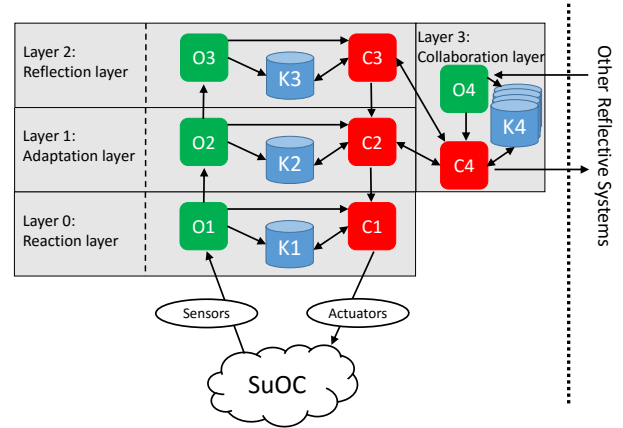 Layer 2:
Reflection layer
O3
K3
C3
Layer 3:
Collaboration layer
O4
K4
C4
Layer 1:
Adaptation layer
O2
K2
C2
Layer 0:
Reaction layer
O1
K1
C1
Sensors
Actuators
SuOC
Other Reflective Systems